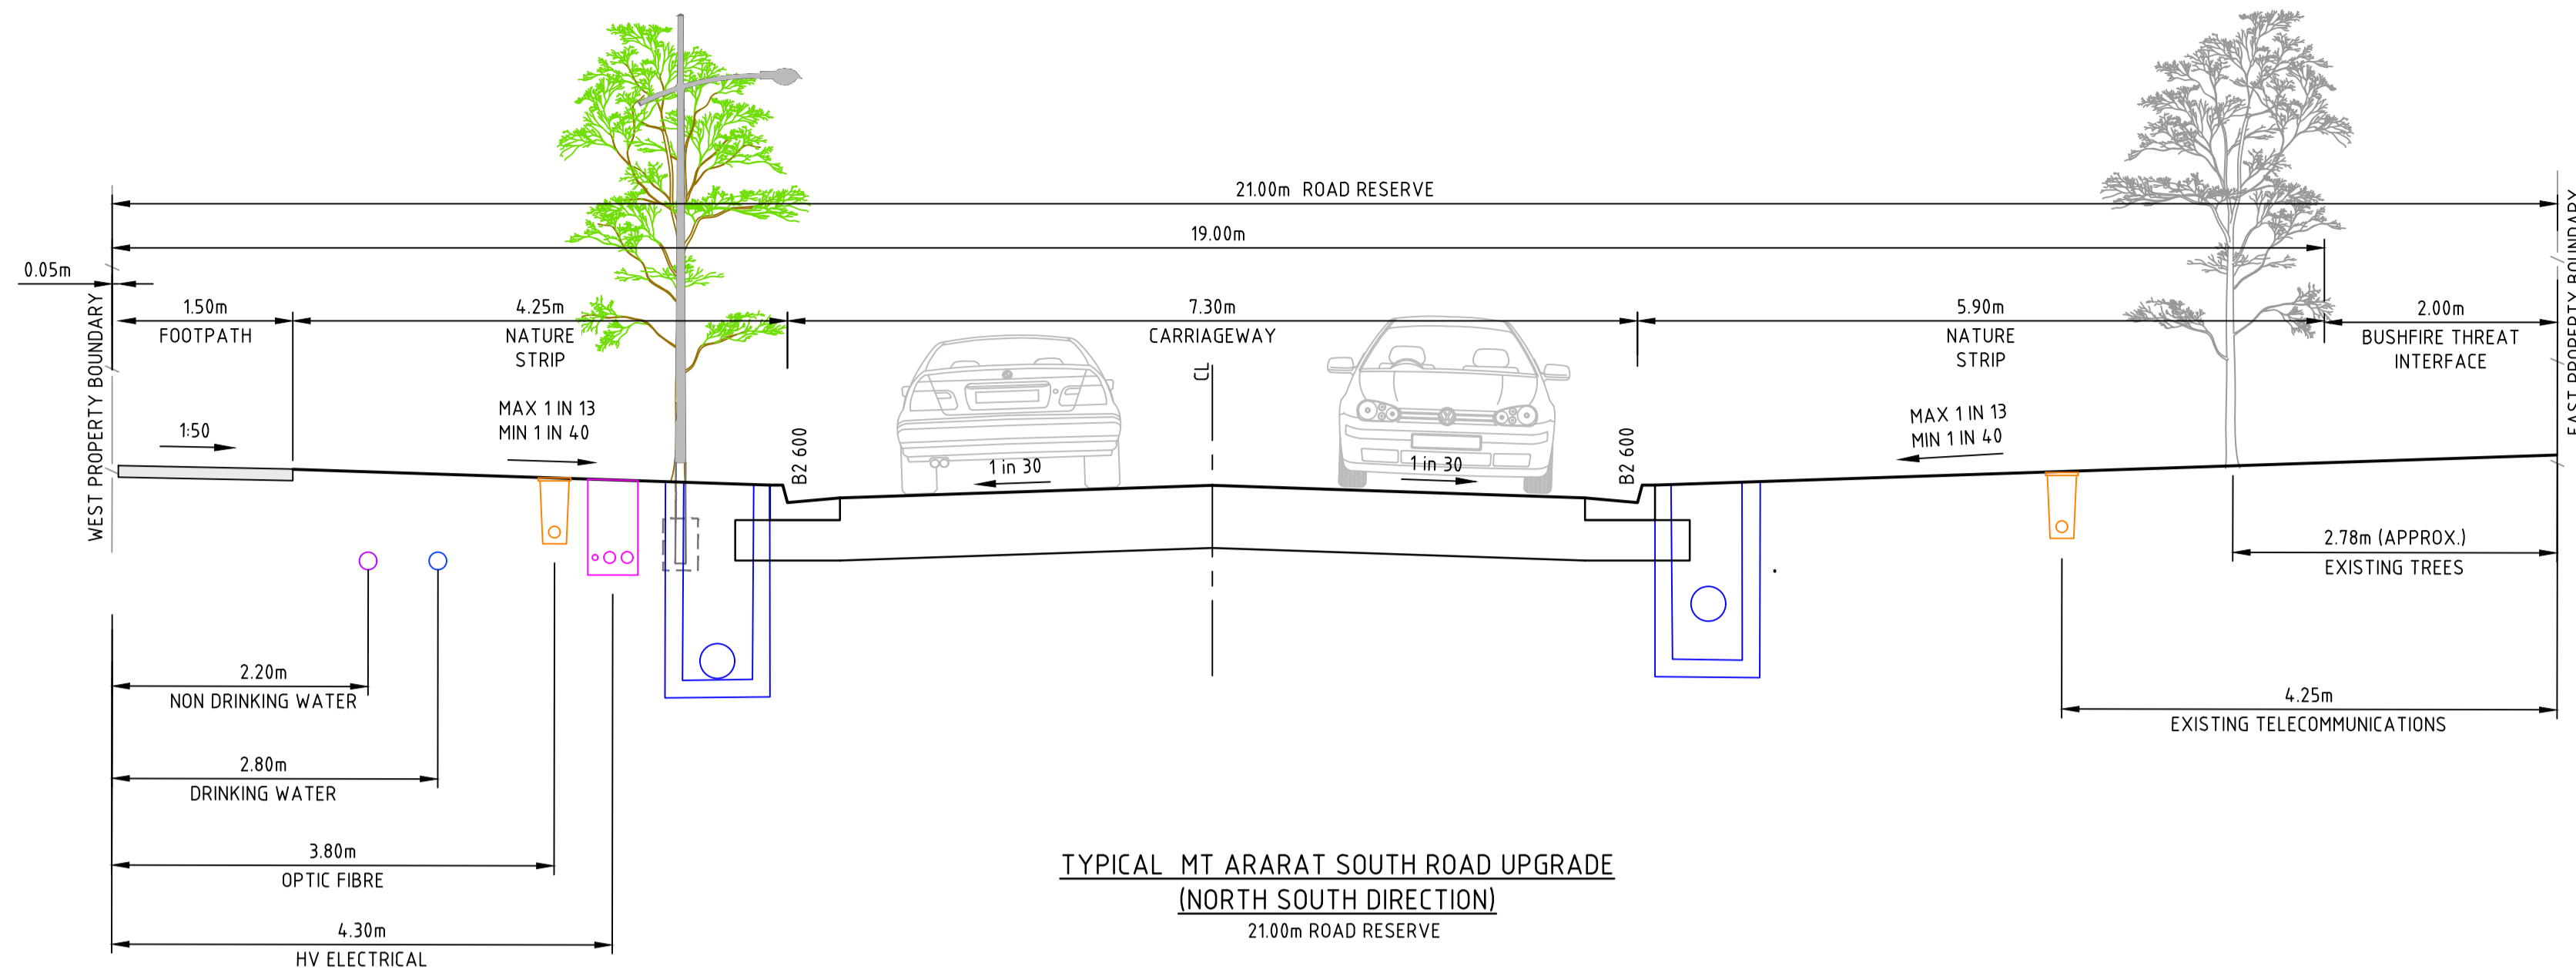 21.00m ROAD RESERVE
19.00m
0.05m
1.50m
FOOTPATH
4.25m
NATURE
STRIP
7.30m
CARRIAGEWAY
5.90m
NATURE
STRIP
2.00m
BUSHFIRE THREAT
INTERFACE
WEST PROPERTY BOUNDARY
EAST PROPERTY BOUNDARY
CL
1:50
MAX 1 IN 13
MIN 1 IN 40
B2 600
1 in 30
1 in 30
B2 600
MAX 1 IN 13
MIN 1 IN 40
2.78m (APPROX.)
EXISTING TREES
2.20m
NON DRINKING WATER
4.25m
EXISTING TELECOMMUNICATIONS
2.80m
DRINKING WATER
3.80m
OPTIC FIBRE
4.30m
HV ELECTRICAL
TYPICAL MT ARARAT SOUTH ROAD UPGRADE
(NORTH SOUTH DIRECTION)
21.00m ROAD RESERVE